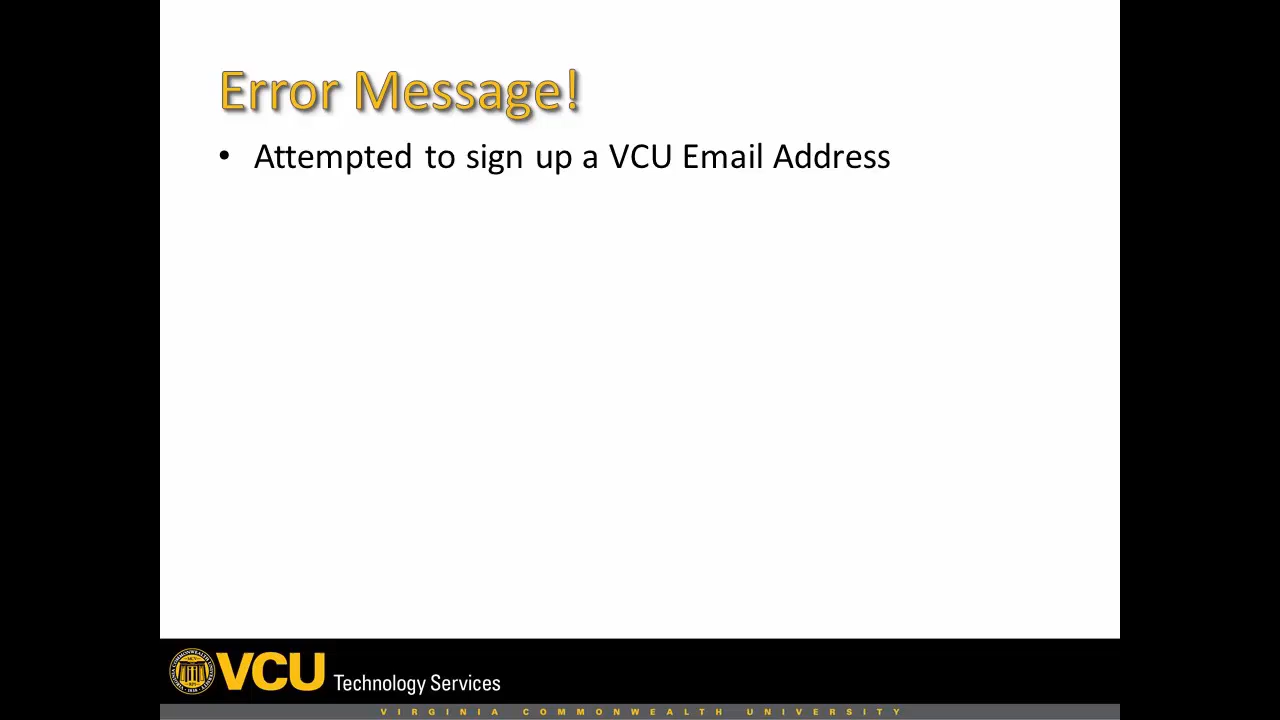 Error Message!
• Attempted to sign up a VCU Email Address
VCU Technology Services
VIRGINIA COMMONWEALTH UNIVERSITY